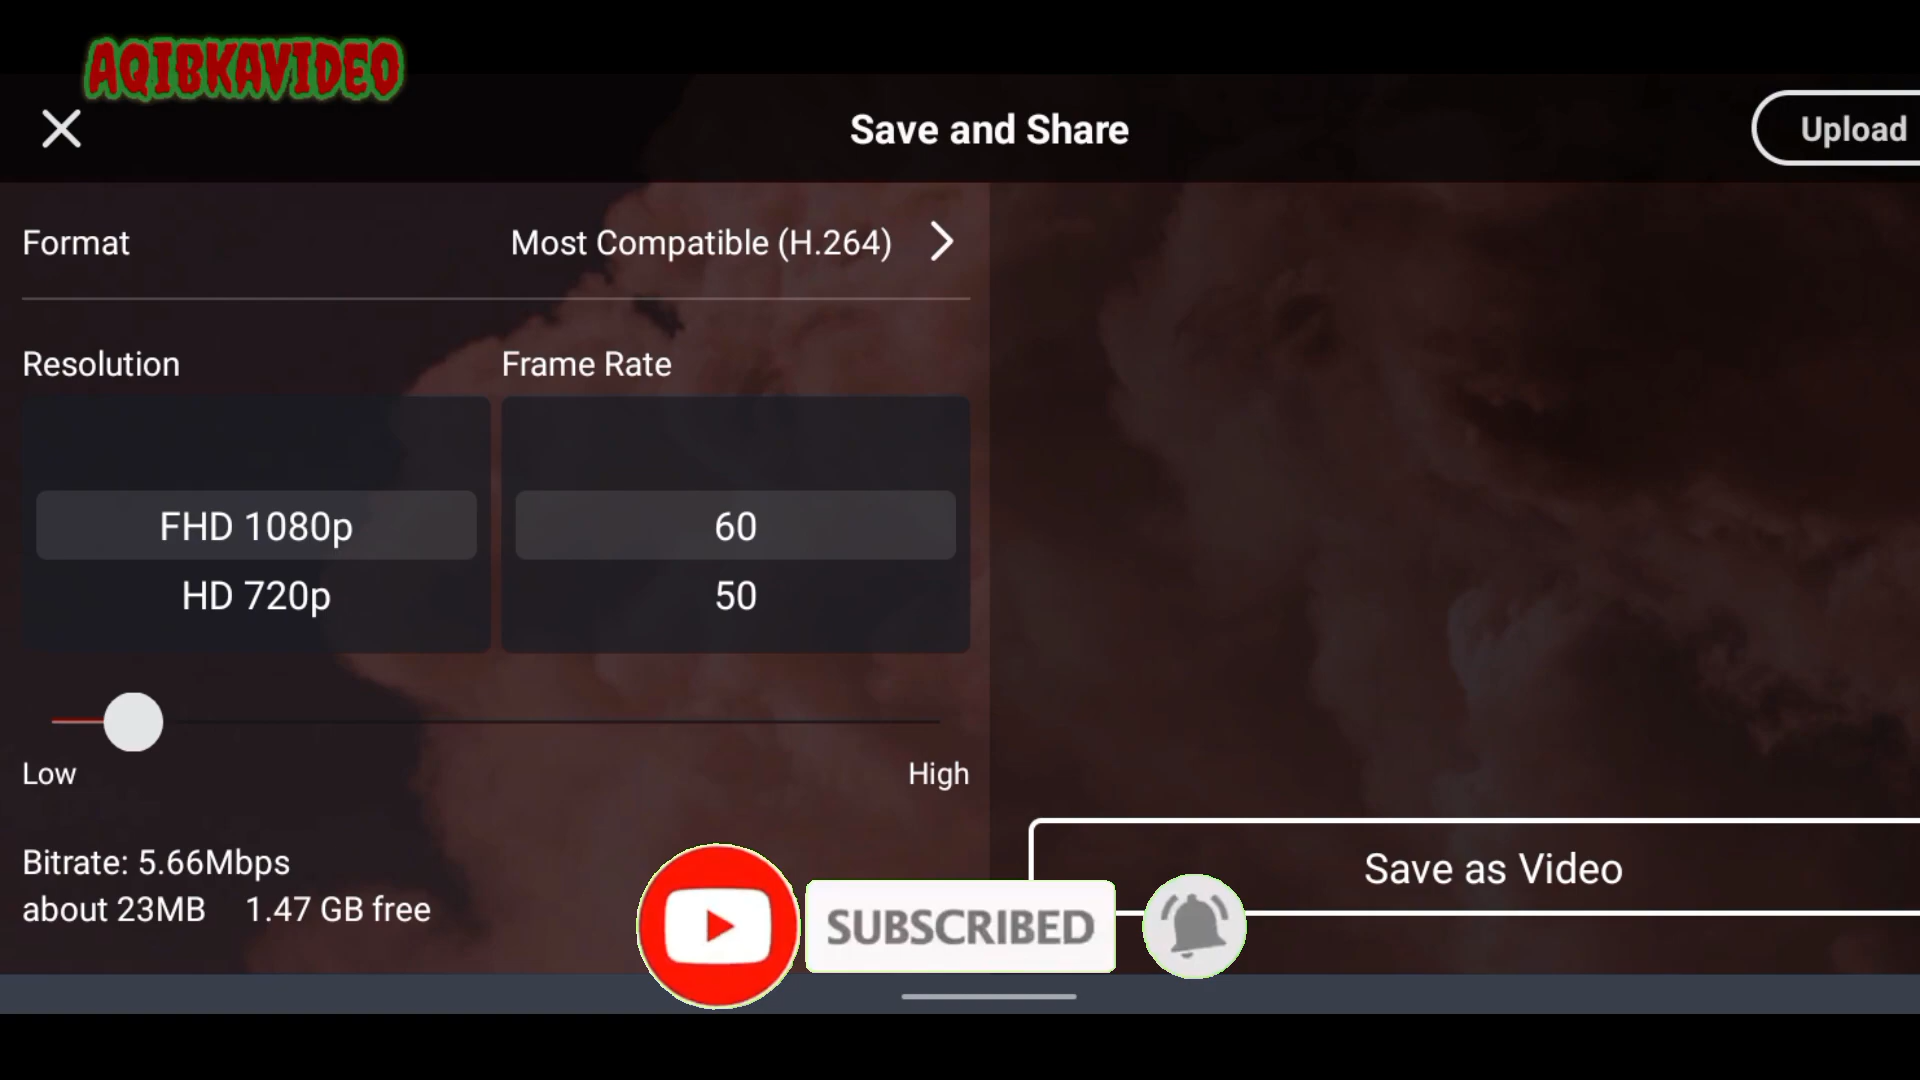 AQIBKAVIDEO
Save and Share
Upload
Format
Most Compatible (H.264)
Resolution
Frame Rate
FHD 1080p
60
HD 720p
50
Low
High
Bitrate: 5.66Mbps
about 23MB 1.47 GB free
Save as Video
SUBSCRIBED